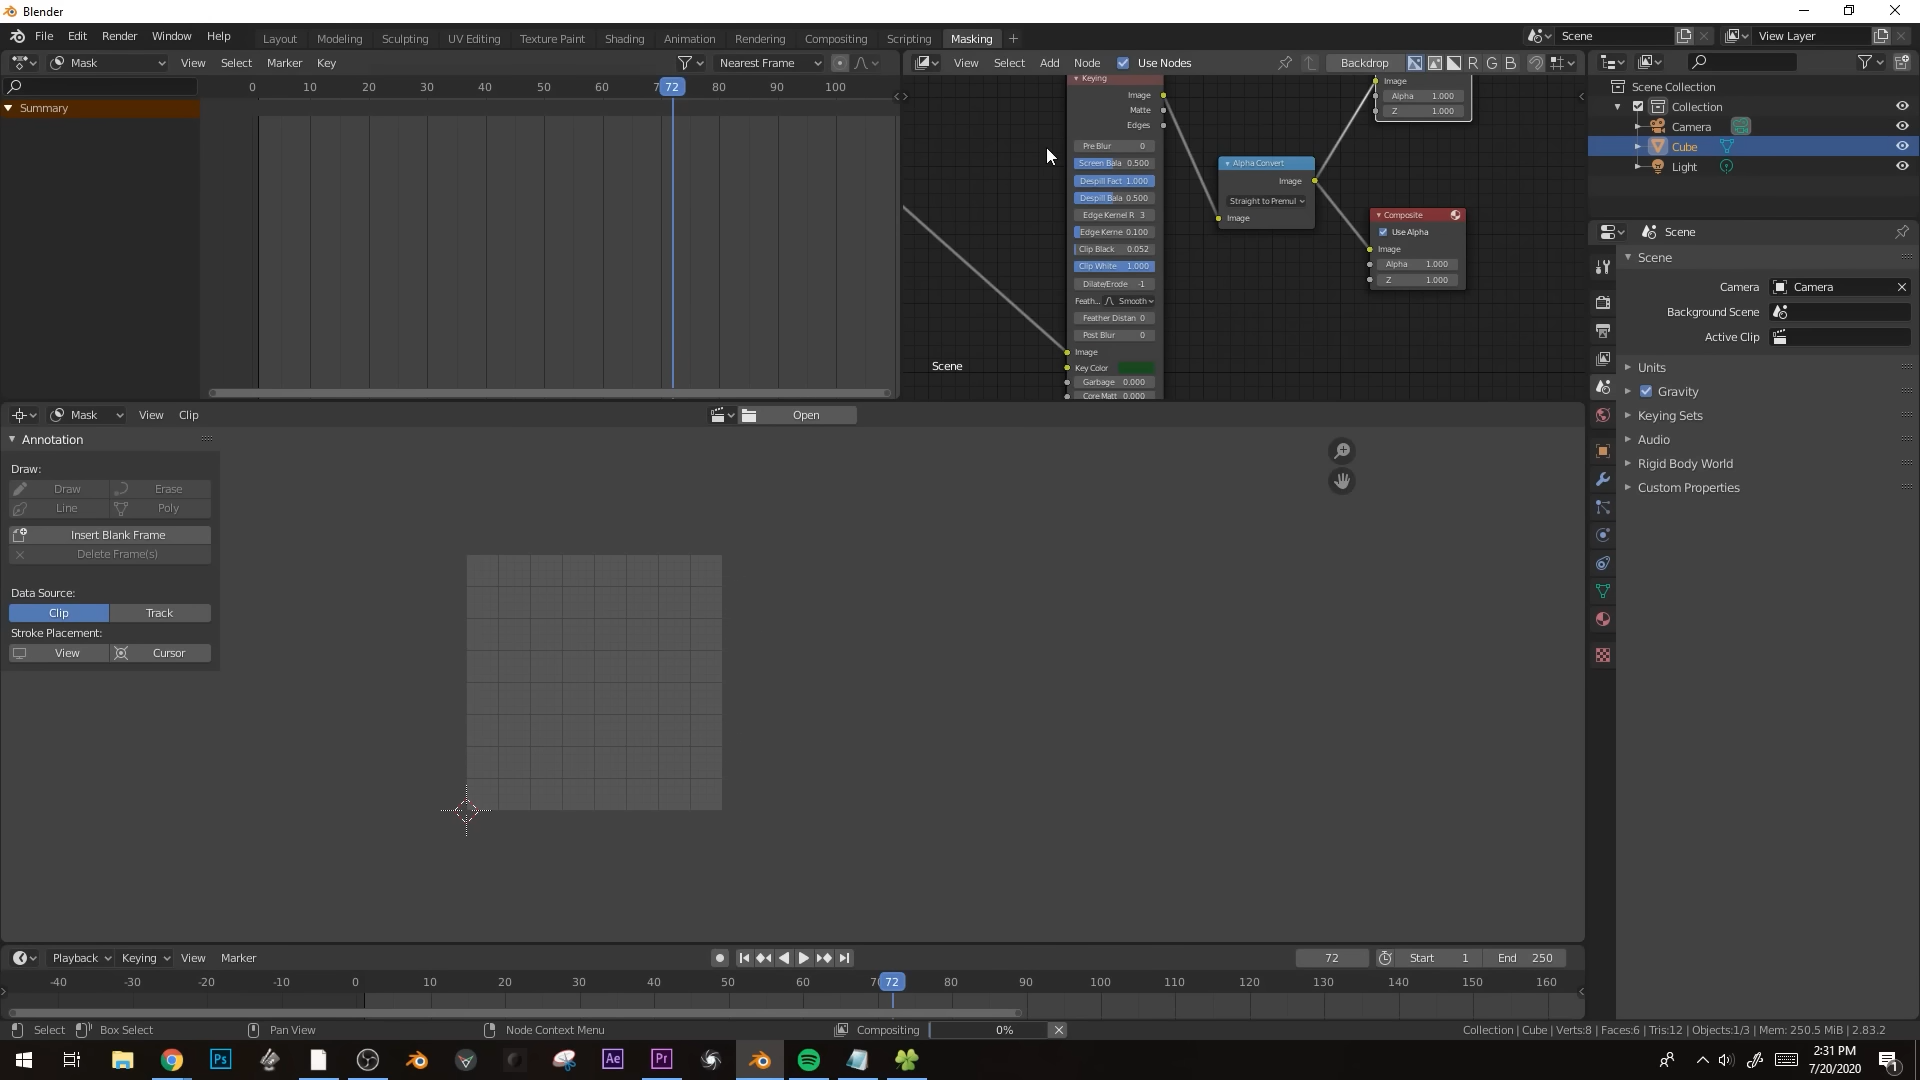 Blender
File Edit Render Window Help
Layout Modeling Sculpting UV Editing Texture Paint Shading Animation Rendering Compositing Scripting Masking +
Scene
View Layer
Mask View Select Marker Key
Nearest Frame
View Select Add Node Use Nodes
Backdrop
R G B
0 10 20 30 40 50 60 72 80 90 100
Summary
Keying
Image
Matte
Edges
Pre Blur 0
Screen Bala 0.500
Despill Fact 1.000
Despill Bala 0.500
Edge Kernel R 3
Edge Kerne 0.100
Clip Black 0.052
Clip White 1.000
Dilate/Erode -1
Feath... Smooth
Feather Distan 0
Post Blur 0
Image
Key Color
Garbage 0.000
Core Matt 0.000
Alpha Convert
Image
Straight to Premul
Image
Image
Alpha 1.000
Z 1.000
Composite
Use Alpha
Image
Alpha 1.000
Z 1.000
Scene
Scene Collection
Collection
Camera
Cube
Light
Scene
Scene
Camera Camera
Background Scene
Active Clip
Units
Gravity
Keying Sets
Audio
Rigid Body World
Custom Properties
Mask View Clip
Open
Annotation
Draw:
Draw Erase
Line Poly
Insert Blank Frame
Delete Frame(s)
Data Source:
Clip Track
Stroke Placement:
View Cursor
Playback Keying View Marker
72 Start 1 End 250
-40 -30 -20 -10 0 10 20 30 40 50 60 72 80 90 100 110 120 130 140 150 160
Select Box Select Pan View Node Context Menu Compositing 0%
Collection | Cube | Verts:8 | Faces:6 | Tris:12 | Objects:1/3 | Mem: 250.5 MiB | 2.83.2
Ps
Ae
Pr
2:31 PM
7/20/2020
1